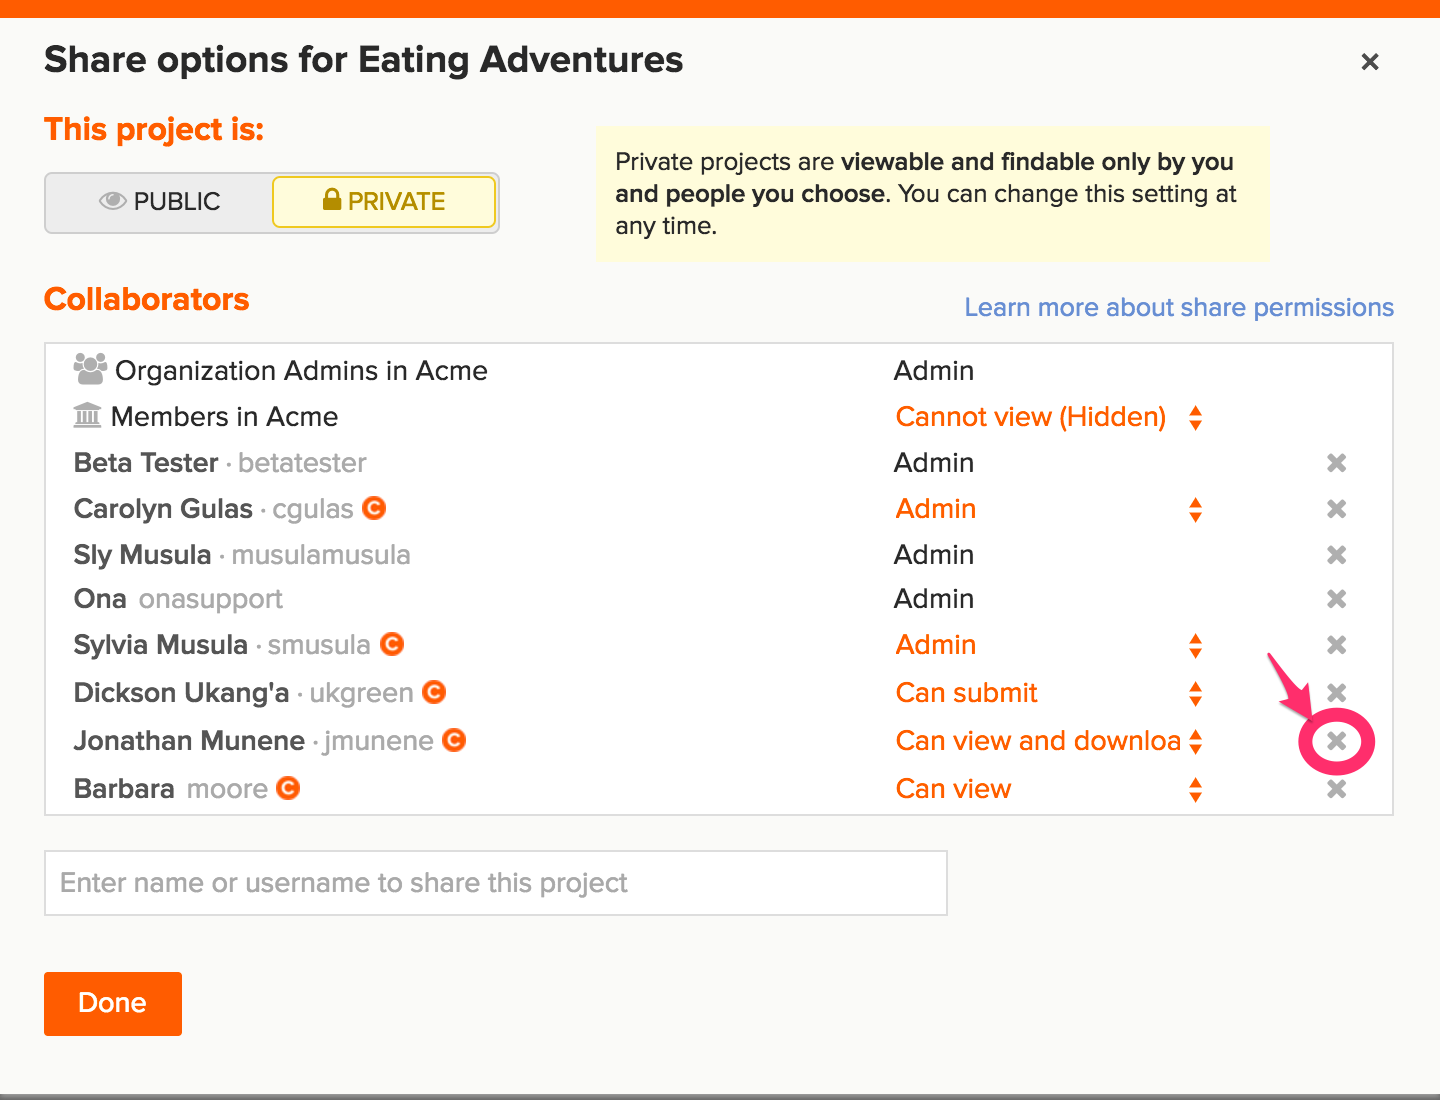 Share options for Eating Adventures
This project is:
PUBLIC PRIVATE
Private projects are viewable and findable only by you
and people you choose. You can change this setting at
any time.
Collaborators
Learn more about share permissions
Organization Admins in Acme Admin
Members in Acme Cannot view (Hidden)
Beta Tester · betatester Admin
Carolyn Gulas · cgulas C Admin
Sly Musula · musulamusula Admin
Ona onasupport Admin
Sylvia Musula · smusula C Admin
Dickson Ukang'a · ukgreen C Can submit
Jonathan Munene · jmunene C Can view and downloa
Barbara moore C Can view
Enter name or username to share this project
Done